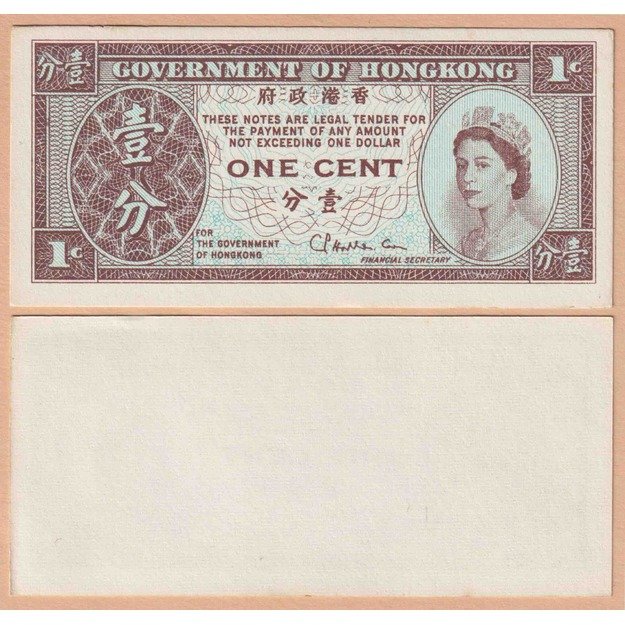 分壹 GOVERNMENT OF HONGKONG 1C
府政港香
THESE NOTES ARE LEGAL TENDER FOR
THE PAYMENT OF ANY AMOUNT
NOT EXCEEDING ONE DOLLAR
ONE CENT
分壹
壹
分
FOR
THE GOVERNMENT
OF HONGKONG
FINANCIAL SECRETARY
1C
分壹